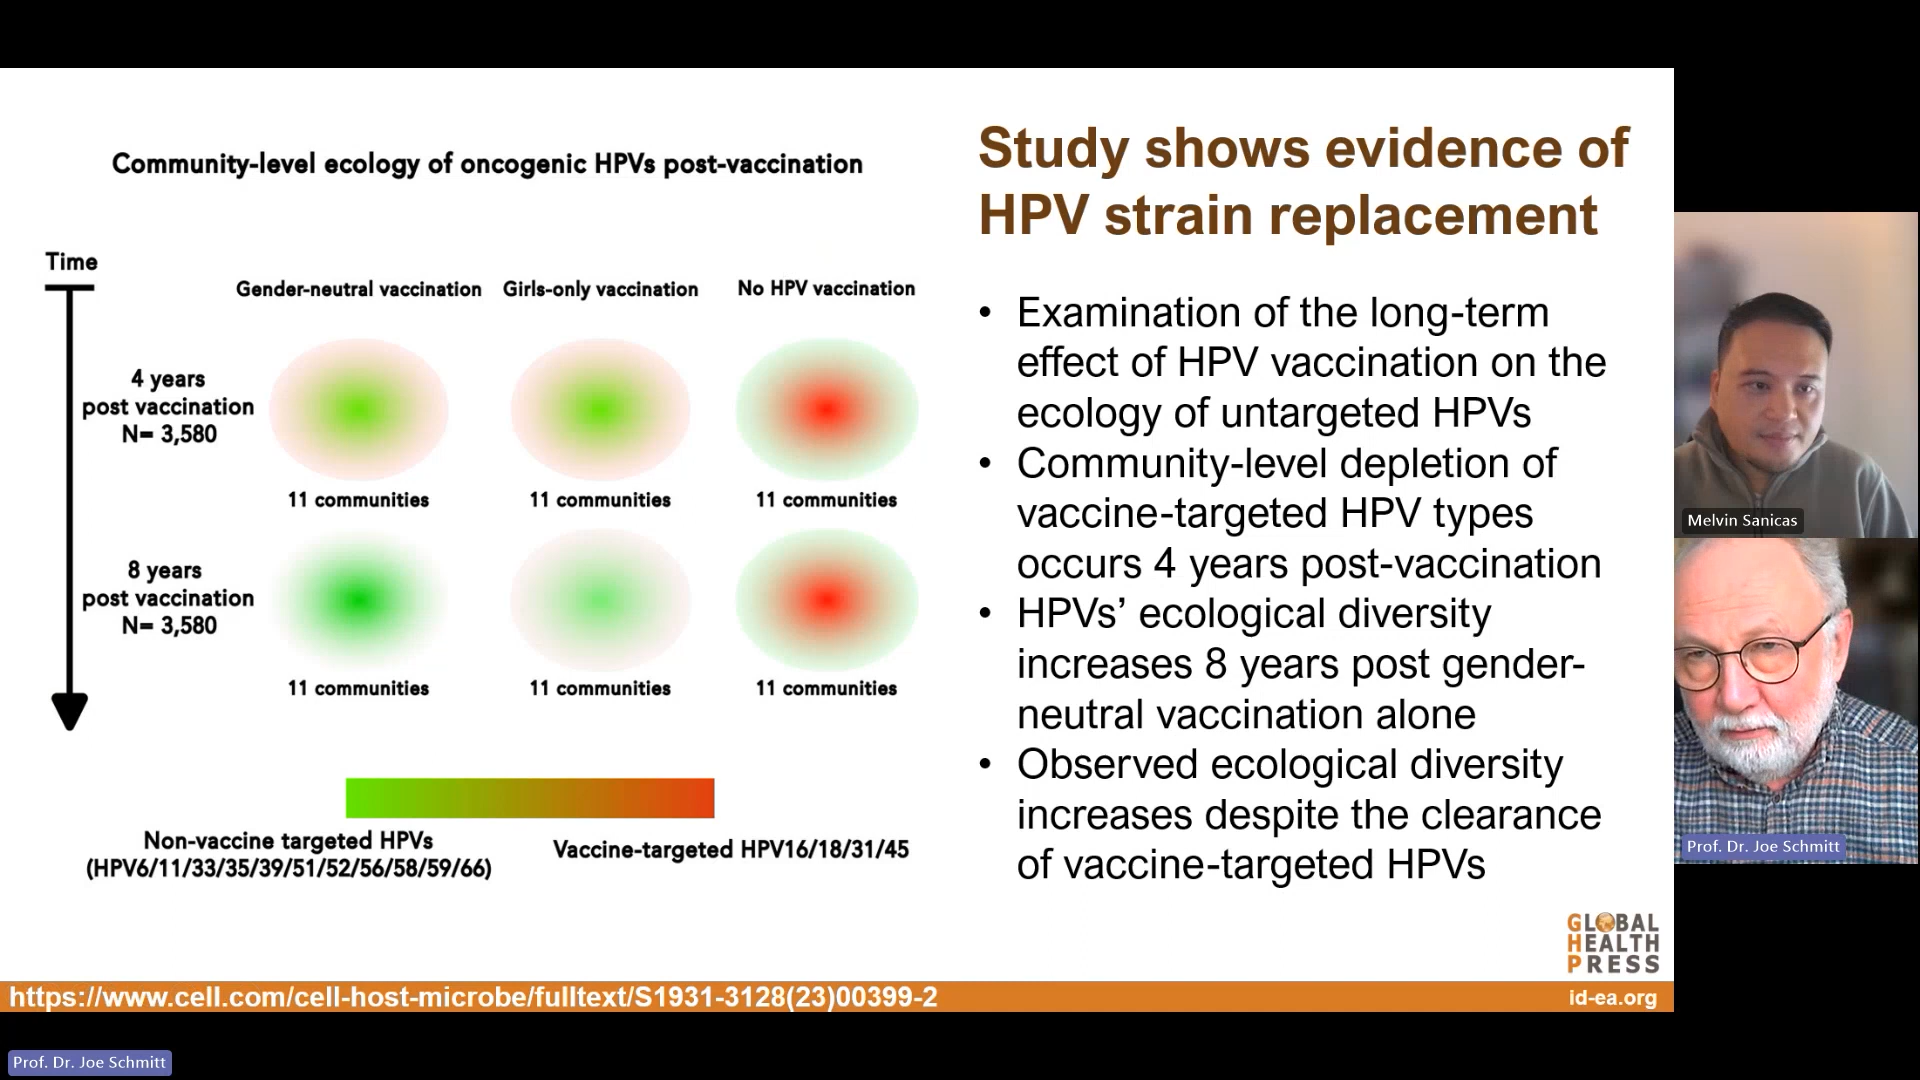 Community-level ecology of oncogenic HPVs post-vaccination
Time
Gender-neutral vaccination
Girls-only vaccination
No HPV vaccination
4 years
post vaccination
N= 3,580
11 communities
11 communities
11 communities
8 years
post vaccination
N= 3,580
11 communities
11 communities
11 communities
Non-vaccine targeted HPVs
(HPV6/11/33/35/39/51/52/56/58/59/66)
Vaccine-targeted HPV16/18/31/45
Study shows evidence of
HPV strain replacement
• Examination of the long-term
effect of HPV vaccination on the
ecology of untargeted HPVs
• Community-level depletion of
vaccine-targeted HPV types
occurs 4 years post-vaccination
• HPVs’ ecological diversity
increases 8 years post gender-
neutral vaccination alone
• Observed ecological diversity
increases despite the clearance
of vaccine-targeted HPVs
GLOBAL
HEALTH
PRESS
https://www.cell.com/cell-host-microbe/fulltext/S1931-3128(23)00399-2
id-ea.org
Melvin Sanicas
Prof. Dr. Joe Schmitt
Prof. Dr. Joe Schmitt